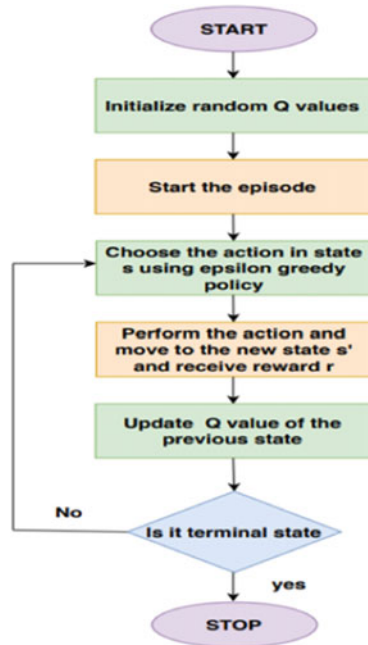 START
Initialize random Q values
Start the episode
Choose the action in state
s using epsilon greedy
policy
Perform the action and
move to the new state s'
and receive reward r
Update Q value of the
previous state
No
Is it terminal state
yes
STOP